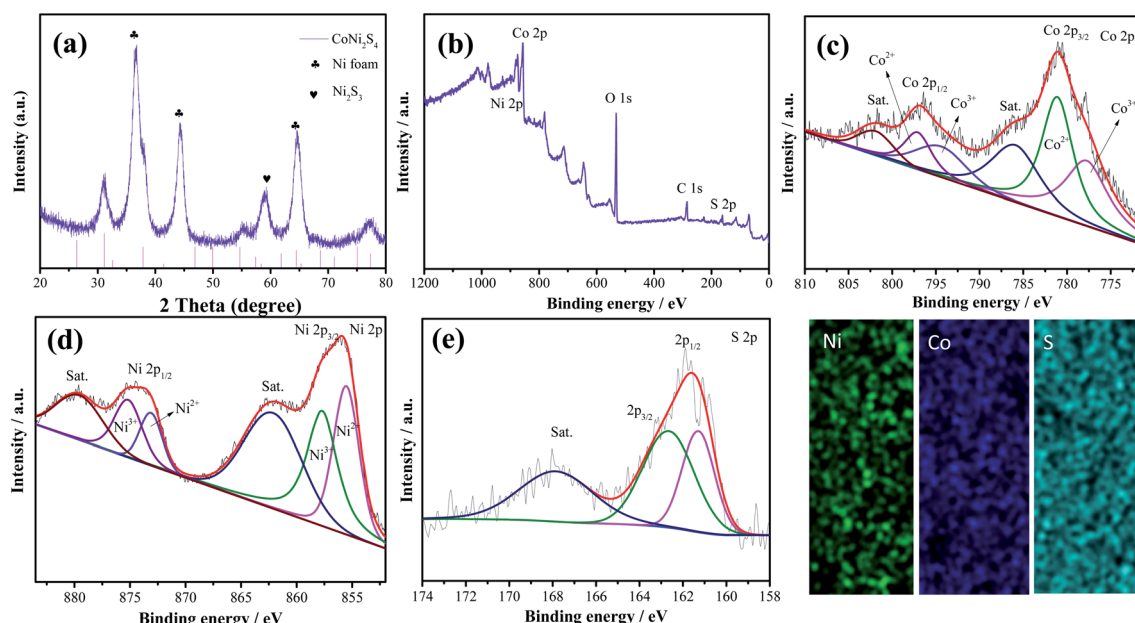 (a)
CoNi₂S₄
♣ Ni foam
♥ Ni₂S₃
♣
♣
♥
♣
Intensity (a.u.)
20 30 40 50 60 70 80
2 Theta (degree)
(b)
Co 2p
Ni 2p
O 1s
C 1s
S 2p
Intensity / a.u.
1200 1000 800 600 400 200 0
Binding energy / eV
(c)
Co 2p₃/₂ Co 2p
Co²⁺
Co 2p₁/₂
Sat.
Co³⁺
Sat.
Co²⁺
Co³⁺
Intensity / a.u.
810 805 800 795 790 785 780 775
Binding energy / eV
(d)
Ni 2p₃/₂ Ni 2p
Sat.
Ni 2p₁/₂
Ni²⁺
Ni³⁺
Sat.
Ni²⁺
Ni³⁺
Intensity / a.u.
880 875 870 865 860 855
Binding energy / eV
(e)
2p₁/₂ S 2p
2p₃/₂
Sat.
Intensity / a.u.
174 172 170 168 166 164 162 160 158
Binding energy / eV
Ni
Co
S